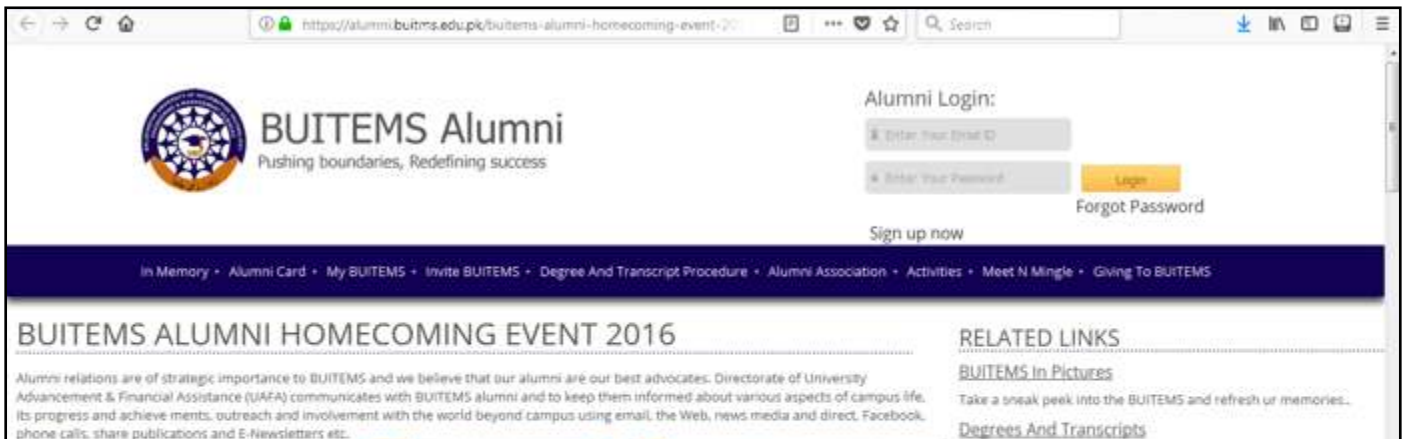 https://alumni.buitms.edu.pk/buitems-alumni-homecoming-event-20
Search
BUITEMS Alumni
Pushing boundaries, Redefining success
Alumni Login:
Enter Your Email ID
Enter Your Password
Login
Forgot Password
Sign up now
In Memory • Alumni Card • My BUITEMS • Invite BUITEMS • Degree And Transcript Procedure • Alumni Association • Activities • Meet N Mingle • Giving To BUITEMS
BUITEMS ALUMNI HOMECOMING EVENT 2016
Alumni relations are of strategic importance to BUITEMS and we believe that our alumni are our best advocates. Directorate of University
Advancement & Financial Assistance (UAFA) communicates with BUITEMS alumni and to keep them informed about various aspects of campus life,
its progress and achieve ments, outreach and involvement with the world beyond campus using email, the Web, news media and direct, Facebook,
phone calls, share publications and E-Newsletters etc.
RELATED LINKS
BUITEMS In Pictures
Take a sneak peek into the BUITEMS and refresh ur memories..
Degrees And Transcripts